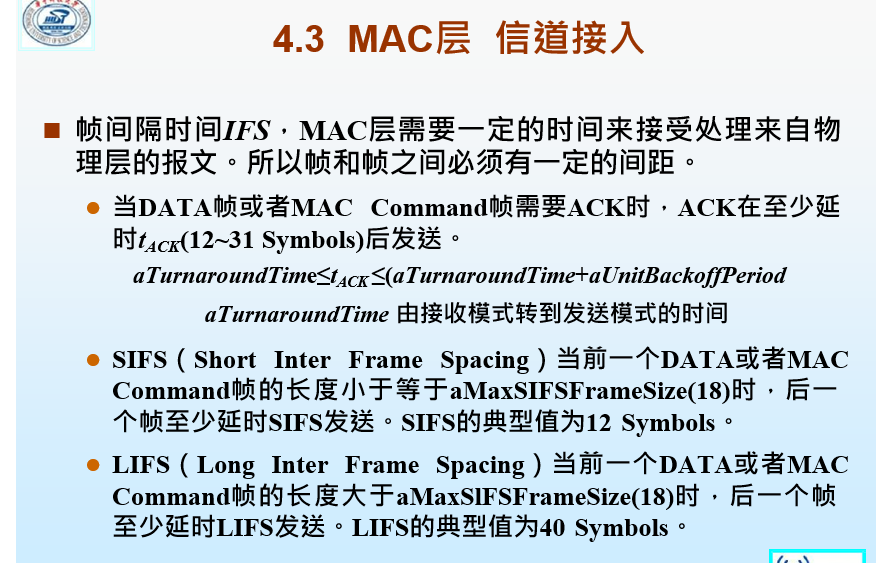 4.3 MAC层 信道接入
帧间隔时间IFS，MAC层需要一定的时间来接受处理来自物
理层的报文。所以帧和帧之间必须有一定的间距。
当DATA帧或者MAC Command帧需要ACK时，ACK在至少延
时tACK(12~31 Symbols)后发送。
aTurnaroundTime≤tACK≤(aTurnaroundTime+aUnitBackoffPeriod
aTurnaroundTime 由接收模式转到发送模式的时间
SIFS（Short Inter Frame Spacing）当前一个DATA或者MAC
Command帧的长度小于等于aMaxSIFSFrameSize(18)时，后一
个帧至少延时SIFS发送。SIFS的典型值为12 Symbols。
LIFS（Long Inter Frame Spacing）当前一个DATA或者MAC
Command帧的长度大于aMaxSlFSFrameSize(18)时，后一个帧
至少延时LIFS发送。LIFS的典型值为40 Symbols。